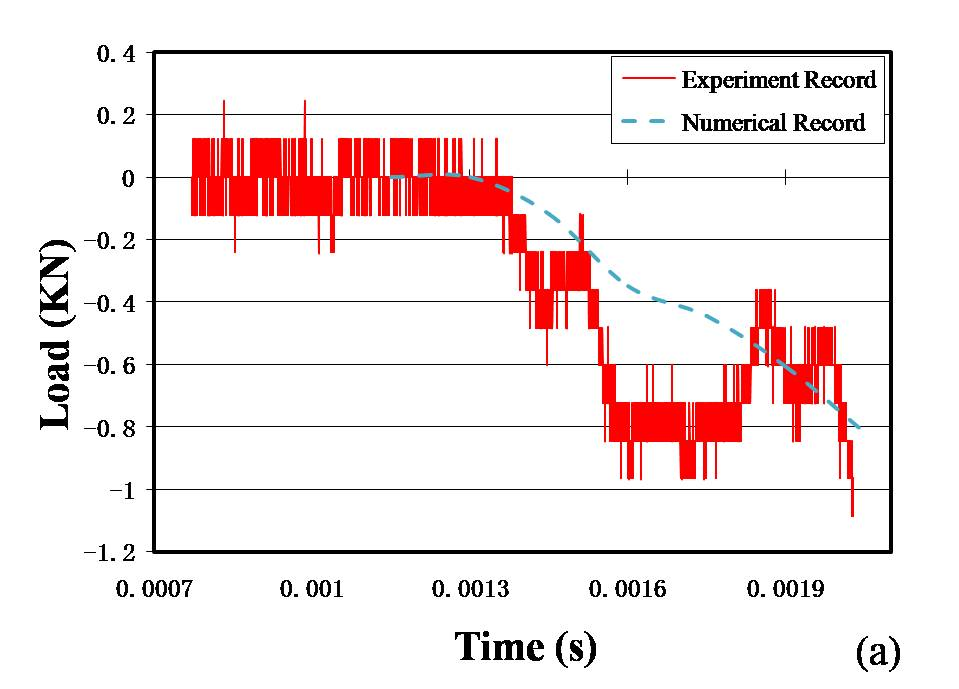 0.4
Experiment Record
Numerical Record
0.2
0
-0.2
-0.4
-0.6
-0.8
-1
-1.2
Load (KN)
0.0007 0.001 0.0013 0.0016 0.0019
Time (s)
(a)